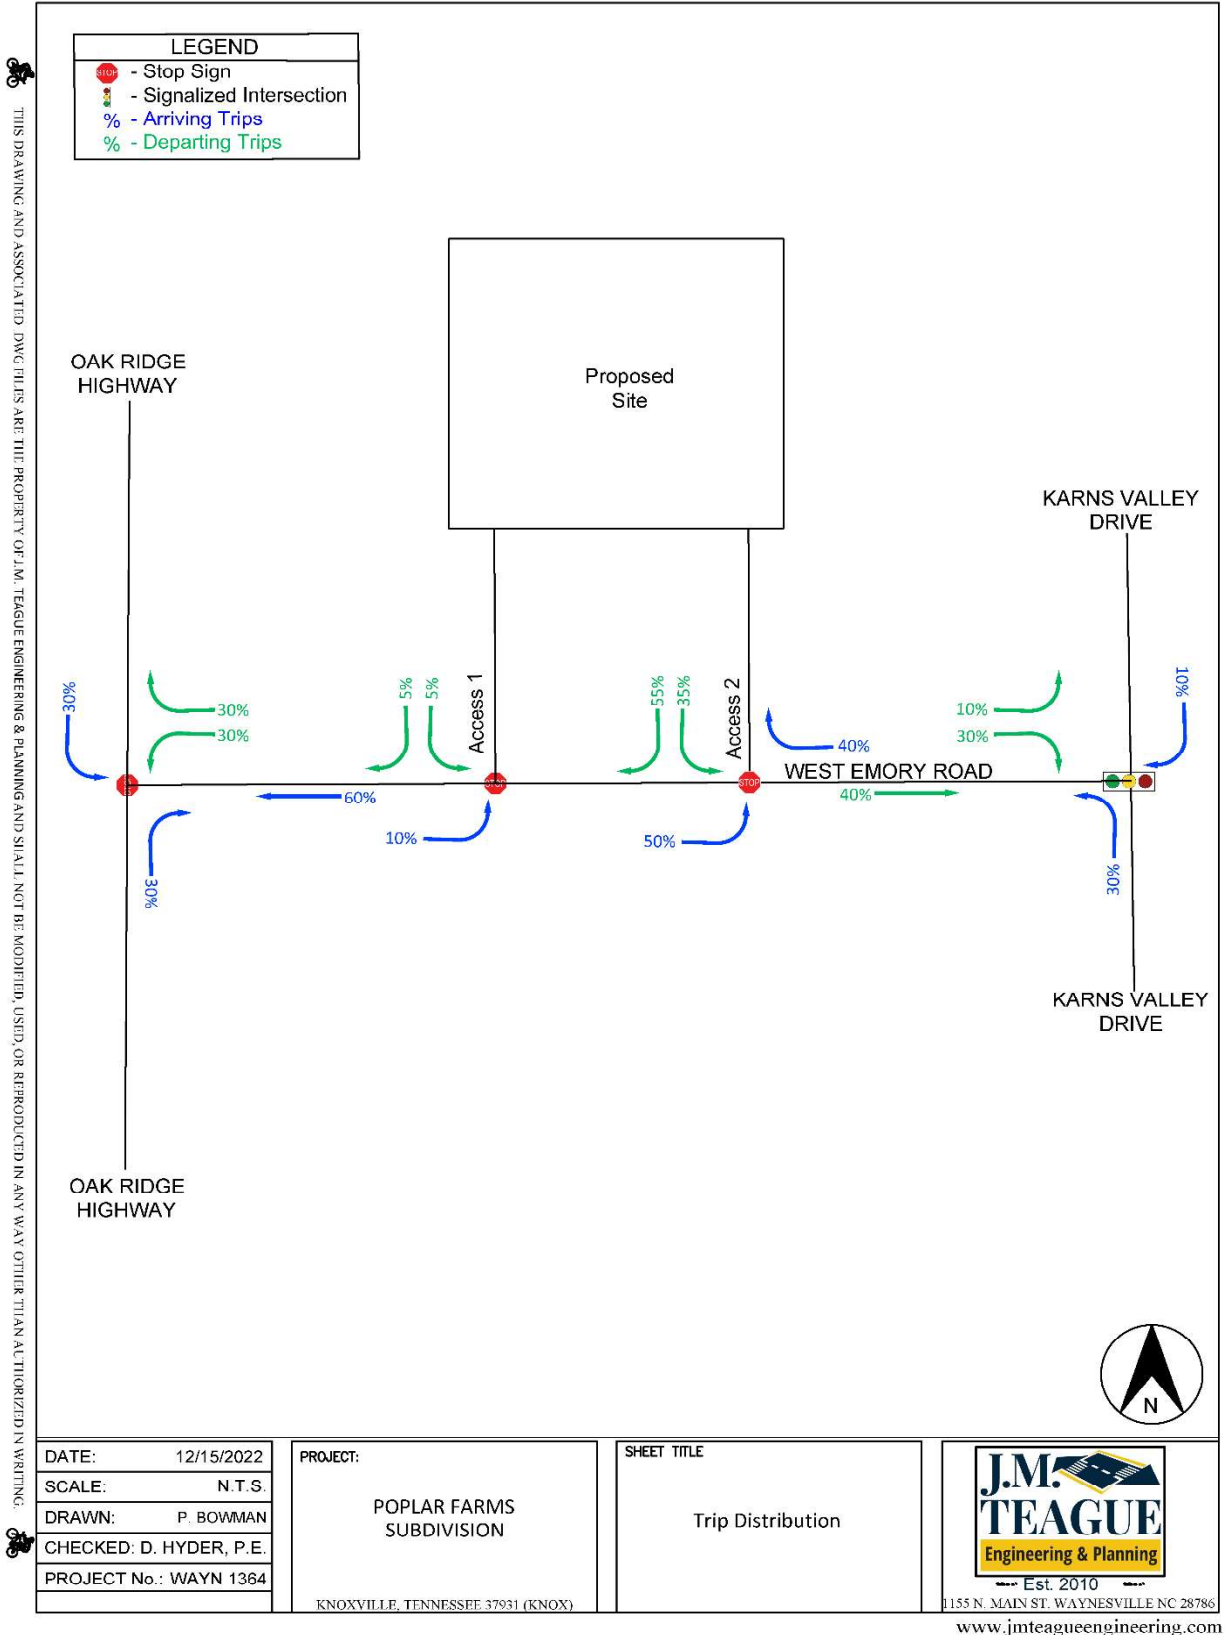 LEGEND
STOP - Stop Sign
- Signalized Intersection
% - Arriving Trips
% - Departing Trips
THIS DRAWING AND ASSOCIATED .DWG FILES ARE THE PROPERTY OF J.M. TEAGUE ENGINEERING & PLANNING AND SHALL NOT BE MODIFIED, USED, OR REPRODUCED IN ANY WAY OTHER THAN AUTHORIZED IN WRITING.
Proposed
Site
OAK RIDGE
HIGHWAY
KARNS VALLEY
DRIVE
30%
30%
30%
5%
5%
Access 1
55%
35%
Access 2
40%
10%
30%
10%
WEST EMORY ROAD
STOP
STOP
STOP
60%
40%
10%
50%
30%
30%
KARNS VALLEY
DRIVE
OAK RIDGE
HIGHWAY
N
DATE: 12/15/2022
SCALE: N.T.S.
DRAWN: P. BOWMAN
CHECKED: D. HYDER, P.E.
PROJECT No.: WAYN 1364
PROJECT:
POPLAR FARMS
SUBDIVISION
KNOXVILLE, TENNESSEE 37931 (KNOX)
SHEET TITLE
Trip Distribution
J.M.
TEAGUE
Engineering & Planning
Est. 2010
1155 N. MAIN ST. WAYNESVILLE NC 28786
www.jmteagueengineering.com